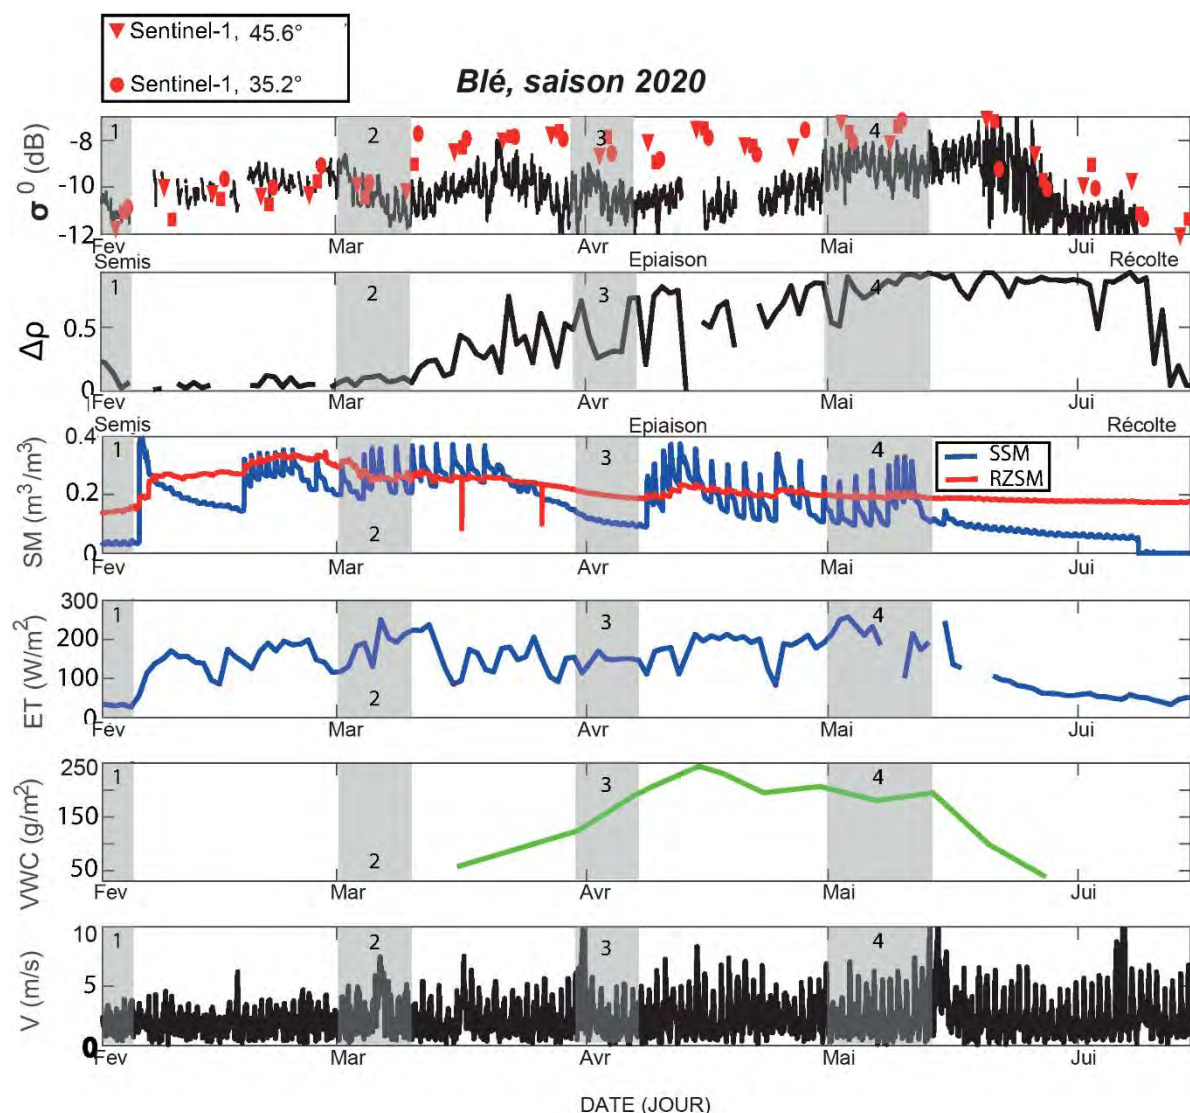 ▼ Sentinel-1, 45.6°
● Sentinel-1, 35.2°
Blé, saison 2020
σ⁰ (dB)
-8
-10
-12
1
2
3
4
Fev
Mar
Avr
Mai
Jui
Semis
Epiaison
Récolte
Δρ
0.5
0
1
2
3
4
Fev
Mar
Avr
Mai
Jui
Semis
Epiaison
Récolte
SM (m³/m³)
0.4
0.2
0
1
2
3
4
SSM
RZSM
Fev
Mar
Avr
Mai
Jui
ET (W/m²)
300
200
100
0
1
2
3
4
Fev
Mar
Avr
Mai
Jui
VWC (g/m²)
250
150
50
1
2
3
4
Fev
Mar
Avr
Mai
Jui
V (m/s)
10
5
0
1
2
3
4
Fev
Mar
Avr
Mai
Jui
DATE (JOUR)